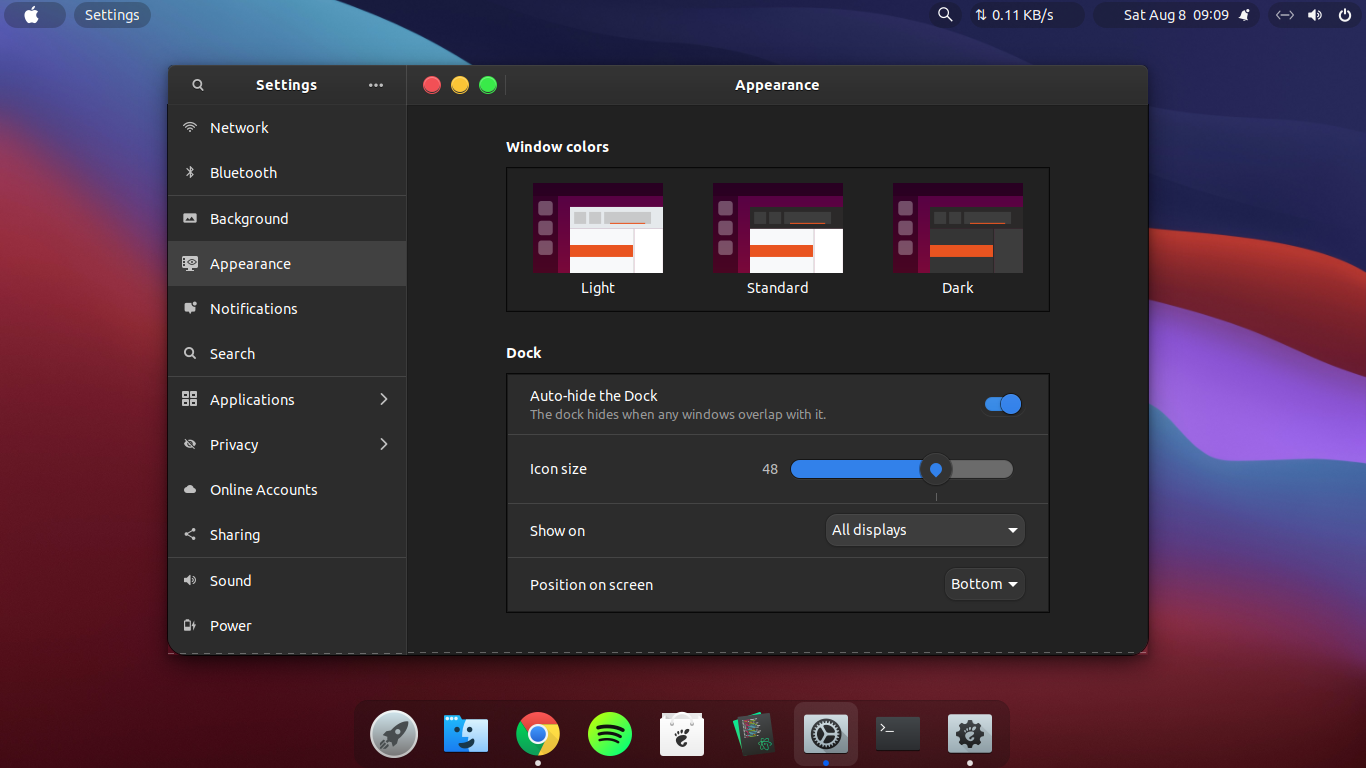 Settings
0.11 KB/s
Sat Aug 8 09:09
Settings
Appearance
Network
Bluetooth
Background
Appearance
Notifications
Search
Applications
Privacy
Online Accounts
Sharing
Sound
Power
Window colors
Light
Standard
Dark
Dock
Auto-hide the Dock
The dock hides when any windows overlap with it.
Icon size
48
Show on
All displays
Position on screen
Bottom